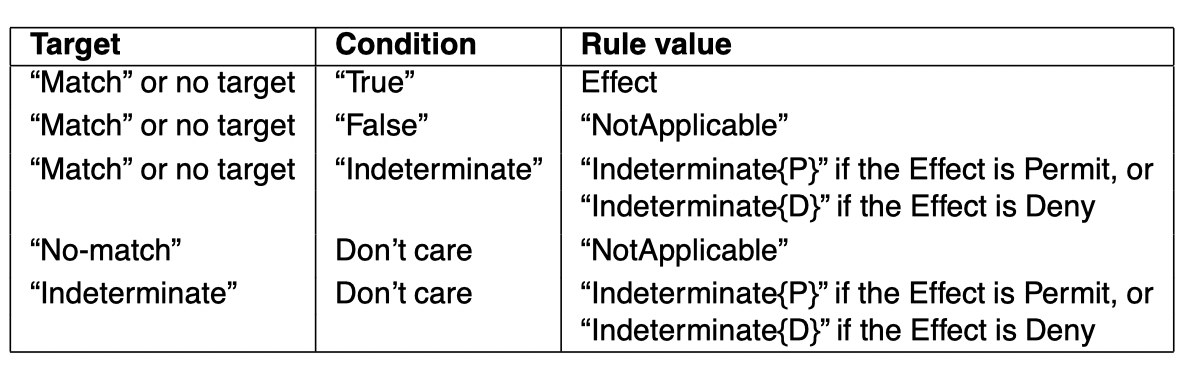 Target Condition Rule value
“Match” or no target “True” Effect
“Match” or no target “False” “NotApplicable”
“Match” or no target “Indeterminate” “Indeterminate{P}” if the Effect is Permit, or
“Indeterminate{D}” if the Effect is Deny
“No-match” Don’t care “NotApplicable”
“Indeterminate” Don’t care “Indeterminate{P}” if the Effect is Permit, or
“Indeterminate{D}” if the Effect is Deny